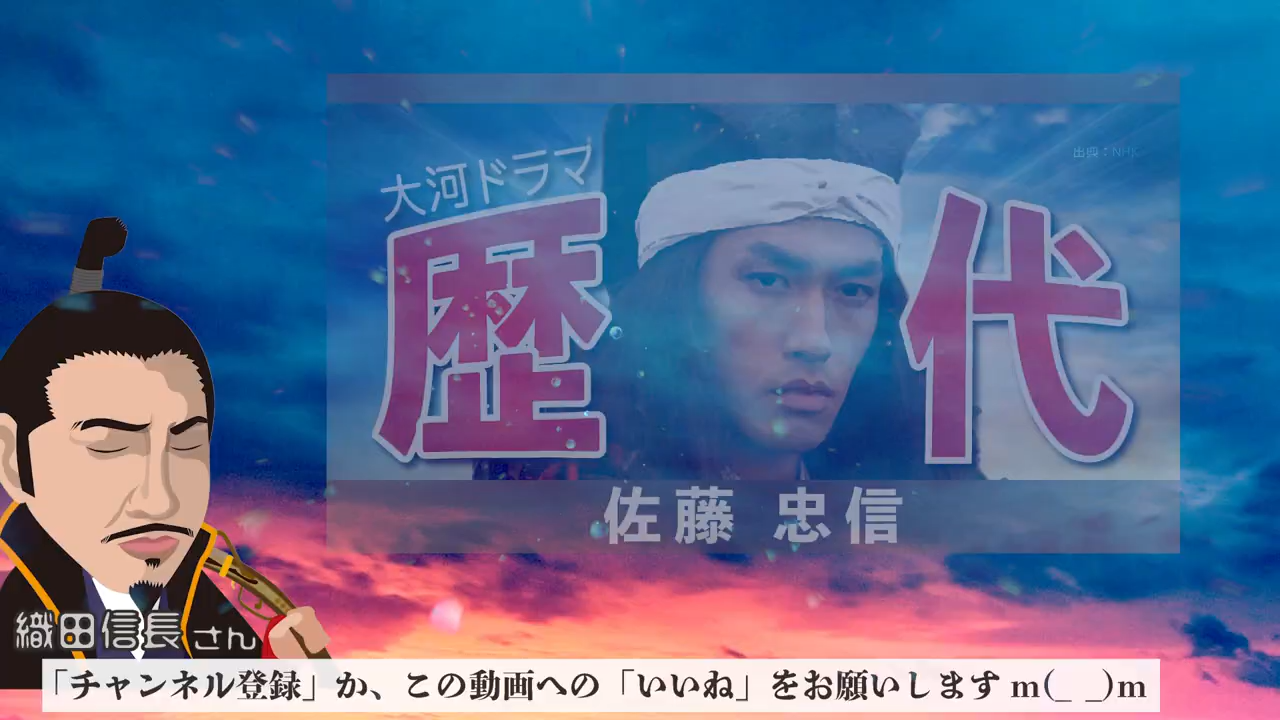 大河ドラマ
歴代
出典：NHK
佐藤 忠信
織田信長さん
「チャンネル登録」か、この動画への「いいね」をお願いします m(_ _)m